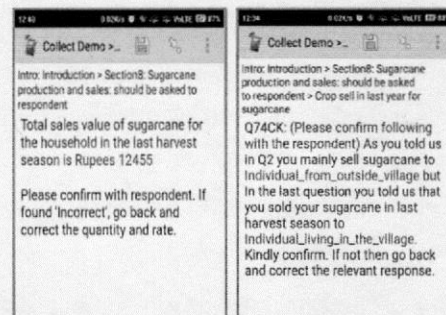 12:43
VoLTE 87%
Collect Demo >..
Intro: Introduction > Section8: Sugarcane
production and sales: should be asked to
respondent
Total sales value of sugarcane for
the household in the last harvest
season is Rupees 12455
Please confirm with respondent. If
found 'Incorrect', go back and
correct the quantity and rate.
12:34
VoLTE
Collect Demo >..
Intro: Introduction > Section8: Sugarcane
production and sales: should be asked
to respondent > Crop sell in last year for
sugarcane
Q74CK: (Please confirm following
with the respondent) As you told us
in Q2 you mainly sell sugarcane to
Individual_from_outside_village but
In the last question you told us that
you sold your sugarcane in last
harvest season to
Individual_living_in_the_village.
Kindly confirm. If not then go back
and correct the relevant response.